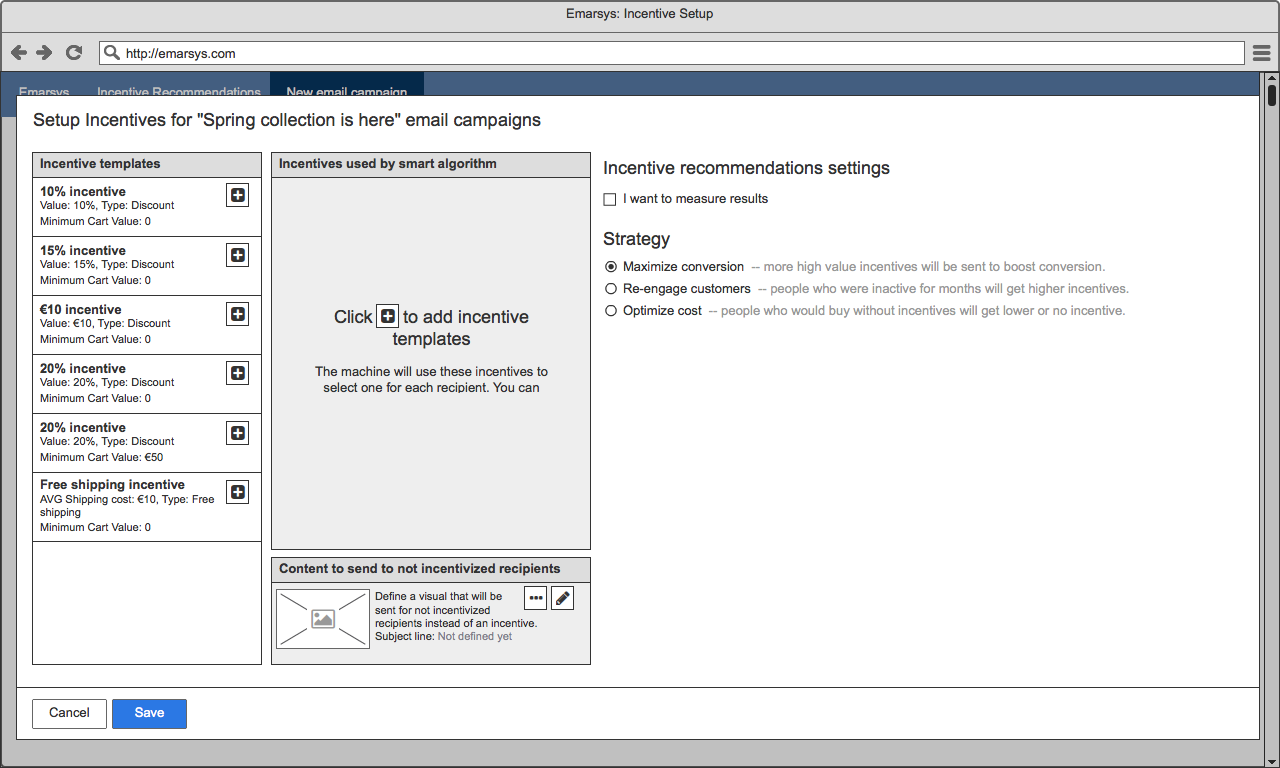 Emarsys: Incentive Setup
http://emarsys.com
Emarsys Incentive Recommendations New email campaign
Setup Incentives for "Spring collection is here" email campaigns
Incentive templates
10% incentive
Value: 10%, Type: Discount
Minimum Cart Value: 0
15% incentive
Value: 15%, Type: Discount
Minimum Cart Value: 0
€10 incentive
Value: €10, Type: Discount
Minimum Cart Value: 0
20% incentive
Value: 20%, Type: Discount
Minimum Cart Value: 0
20% incentive
Value: 20%, Type: Discount
Minimum Cart Value: €50
Free shipping incentive
AVG Shipping cost: €10, Type: Free
shipping
Minimum Cart Value: 0
Incentives used by smart algorithm
Click to add incentive
templates
The machine will use these incentives to
select one for each recipient. You can
Content to send to not incentivized recipients
Define a visual that will be
sent for not incentivized
recipients instead of an incentive.
Subject line: Not defined yet
Incentive recommendations settings
I want to measure results
Strategy
Maximize conversion -- more high value incentives will be sent to boost conversion.
Re-engage customers -- people who were inactive for months will get higher incentives.
Optimize cost -- people who would buy without incentives will get lower or no incentive.
Cancel Save